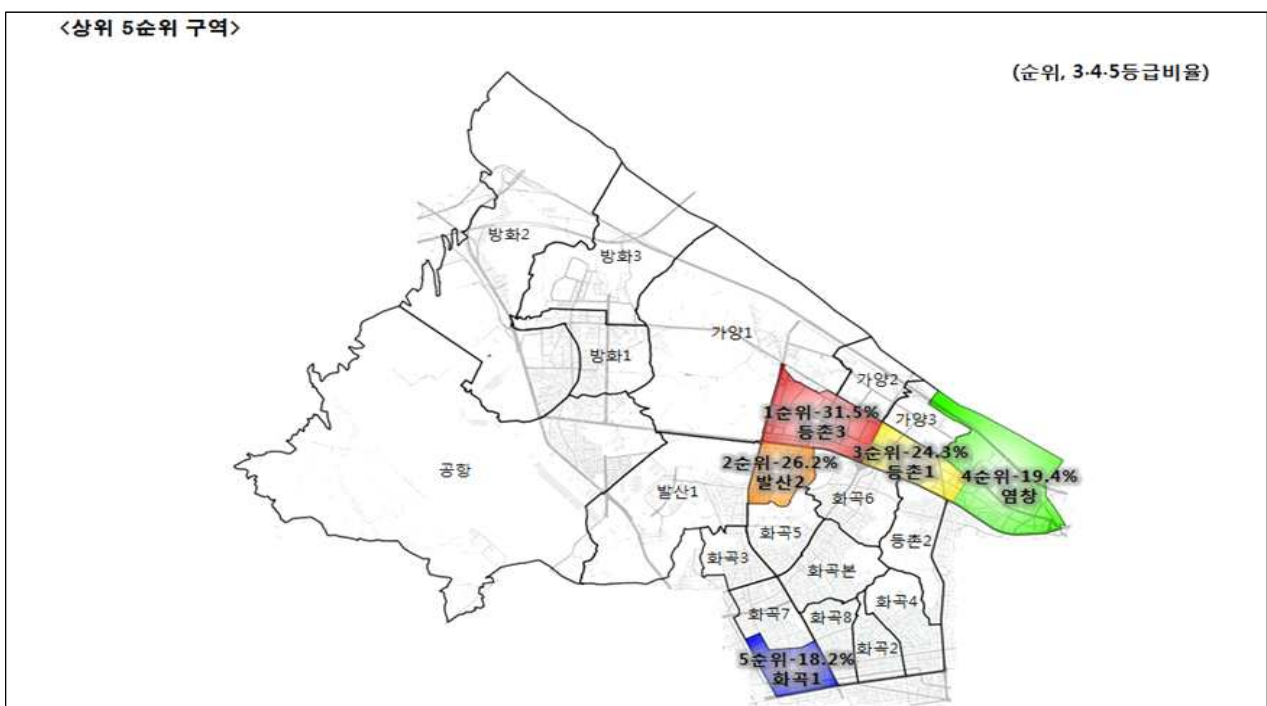 <상위 5순위 구역>
(순위, 3·4·5등급비율)
방화2
방화3
방화1
가양1
가양2
가양3
1순위-31.5%
등촌3
3순위-24.3%
등촌1
2순위-26.2%
발산2
4순위-19.4%
염창
공항
발산1
화곡6
화곡5
등촌2
화곡3
화곡본
화곡4
화곡7
화곡8
화곡2
5순위-18.2%
화곡1